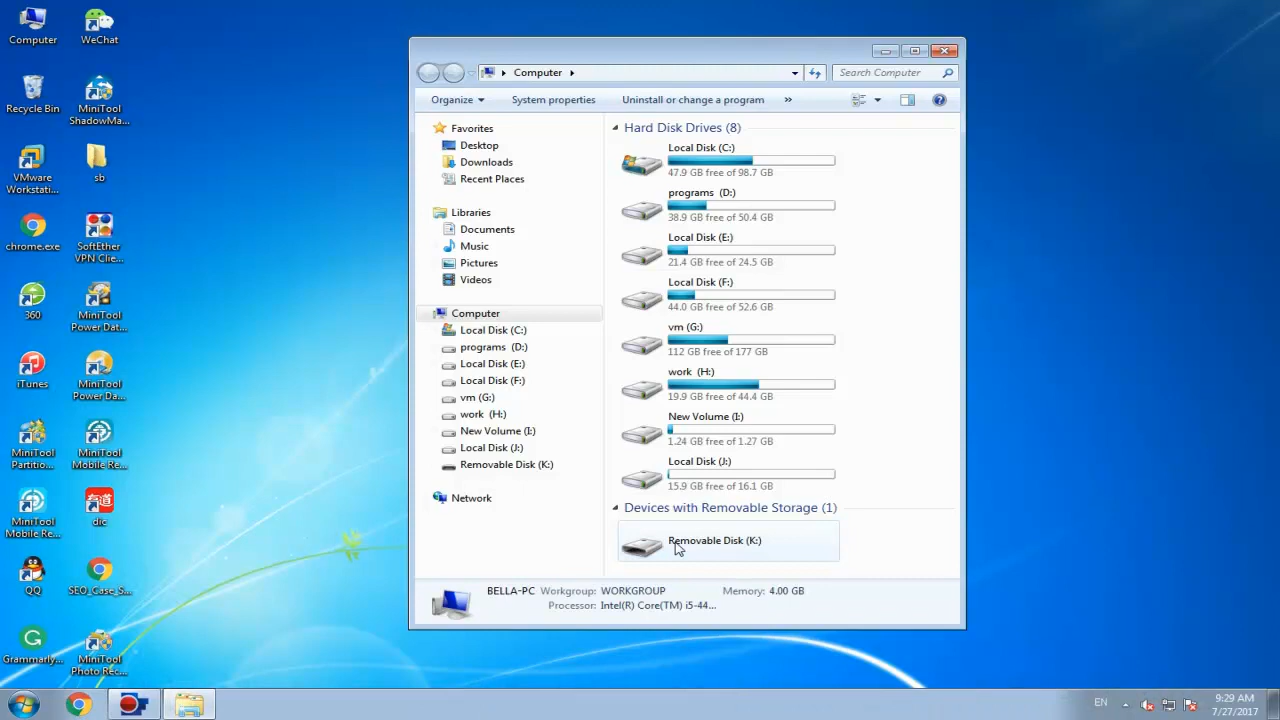 Computer
WeChat
Recycle Bin
MiniTool
ShadowMa...
VMware
Workstati...
sb
chrome.exe
SoftEther
VPN Clie...
360
MiniTool
Power Dat...
iTunes
MiniTool
Power Da...
MiniTool
Partitio...
MiniTool
Mobile Re...
MiniTool
Mobile Re...
有道
dic
QQ
SEO_Case_S...
Grammarly...
MiniTool
Photo Rec...
Computer
Search Computer
Organize
System properties
Uninstall or change a program
»
Favorites
Desktop
Downloads
Recent Places
Libraries
Documents
Music
Pictures
Videos
Computer
Local Disk (C:)
programs (D:)
Local Disk (E:)
Local Disk (F:)
vm (G:)
work (H:)
New Volume (I:)
Local Disk (J:)
Removable Disk (K:)
Network
Hard Disk Drives (8)
Local Disk (C:)
47.9 GB free of 98.7 GB
programs (D:)
38.9 GB free of 50.4 GB
Local Disk (E:)
21.4 GB free of 24.5 GB
Local Disk (F:)
44.0 GB free of 52.6 GB
vm (G:)
112 GB free of 177 GB
work (H:)
19.9 GB free of 44.4 GB
New Volume (I:)
1.24 GB free of 1.27 GB
Local Disk (J:)
15.9 GB free of 16.1 GB
Devices with Removable Storage (1)
Removable Disk (K:)
BELLA-PC Workgroup: WORKGROUP Memory: 4.00 GB
Processor: Intel(R) Core(TM) i5-44...
EN
9:29 AM
7/27/2017